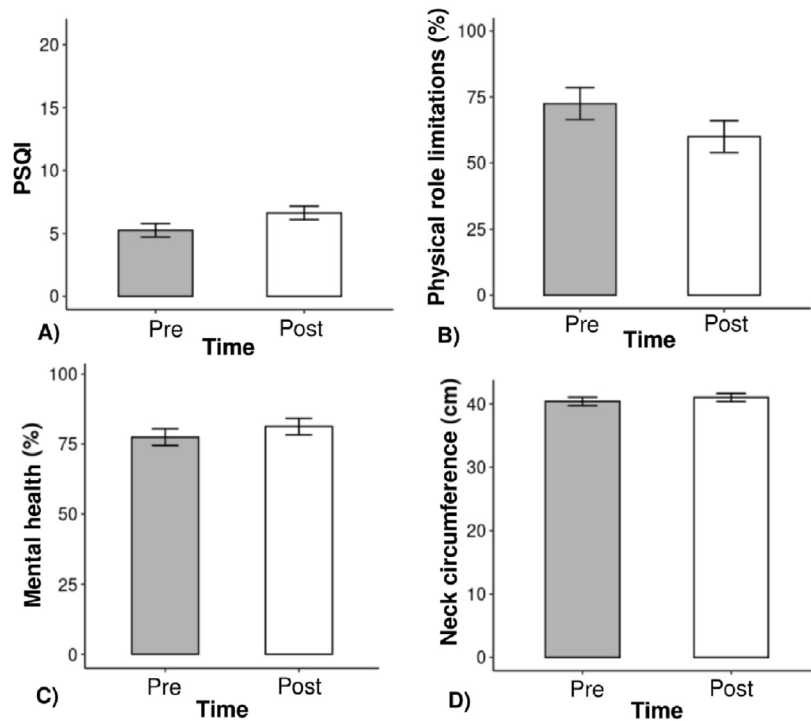 PSQI
20
15
10
5
0
Pre
Post
Time
A)
Physical role limitations (%)
100
75
50
25
0
Pre
Post
Time
B)
Mental health (%)
100
75
50
25
0
Pre
Post
Time
C)
Neck circumference (cm)
40
30
20
10
0
Pre
Post
Time
D)